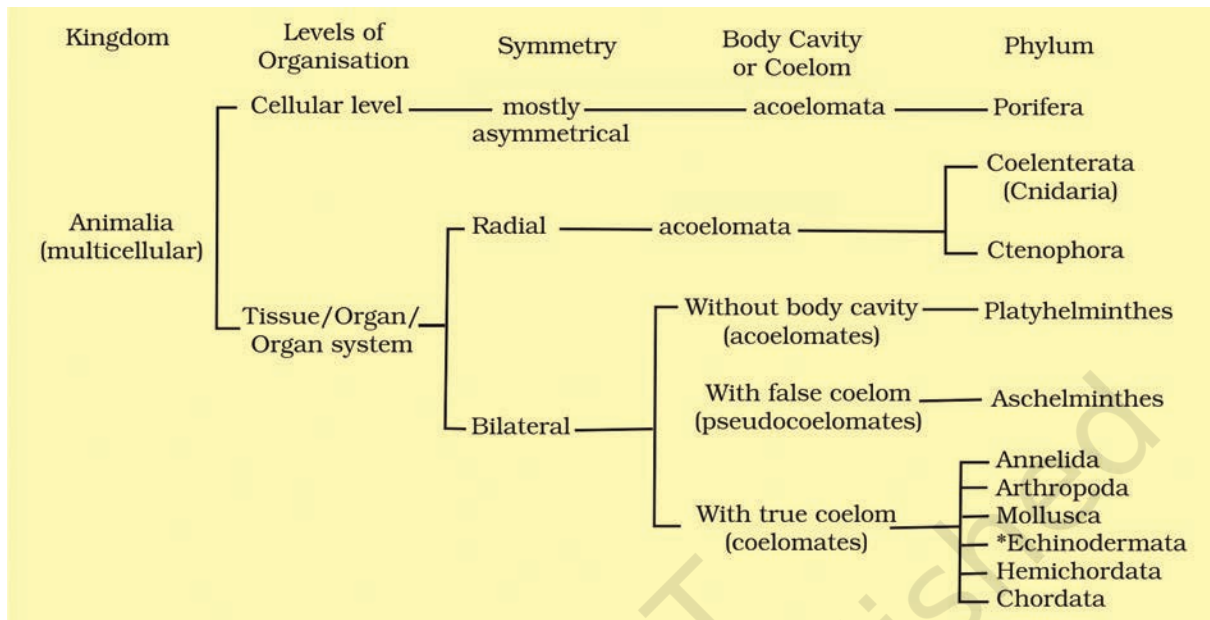 Kingdom
Levels of
Organisation
Symmetry
Body Cavity
or Coelom
Phylum
Cellular level
mostly
asymmetrical
acoelomata
Porifera
Animalia
(multicellular)
Tissue/Organ/
Organ system
Radial
acoelomata
Coelenterata
(Cnidaria)
Ctenophora
Bilateral
Without body cavity
(acoelomates)
Platyhelminthes
With false coelom
(pseudocoelomates)
Aschelminthes
With true coelom
(coelomates)
Annelida
Arthropoda
Mollusca
*Echinodermata
Hemichordata
Chordata